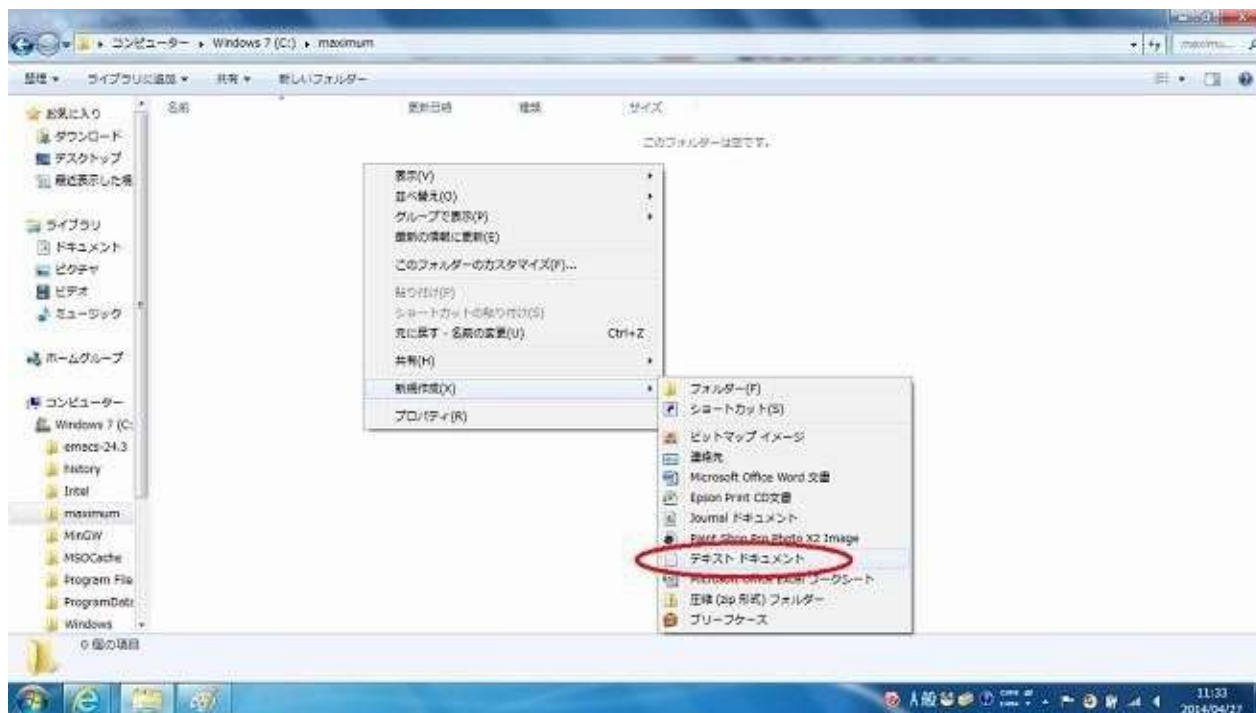 コンピューター ▸ Windows 7 (C:) ▸ maximum
maximu...
整理 ライブラリに追加 共有 新しいフォルダー
お気に入り
ダウンロード
デスクトップ
最近表示した場
ライブラリ
ドキュメント
ピクチャ
ビデオ
ミュージック
ホームグループ
コンピューター
Windows 7 (C:
emacs-24.3
history
Intel
maximum
MinGW
MSOCache
Program File
ProgramData
Windows
名前 更新日時 種類 サイズ
このフォルダーは空です。
表示(V)
並べ替え(O)
グループで表示(P)
最新の情報に更新(E)
このフォルダーのカスタマイズ(F)...
貼り付け(P)
ショートカットの貼り付け(S)
元に戻す - 名前の変更(U) Ctrl+Z
共有(H)
新規作成(X)
プロパティ(R)
フォルダー(F)
ショートカット(S)
ビットマップ イメージ
連絡先
Microsoft Office Word 文書
Epson Print CD文書
Journal ドキュメント
Paint Shop Pro Photo X2 Image
テキスト ドキュメント
Microsoft Office Excel ワークシート
圧縮 (zip 形式) フォルダー
ブリーフケース
0 個の項目
A 般
11:33
2014/04/27